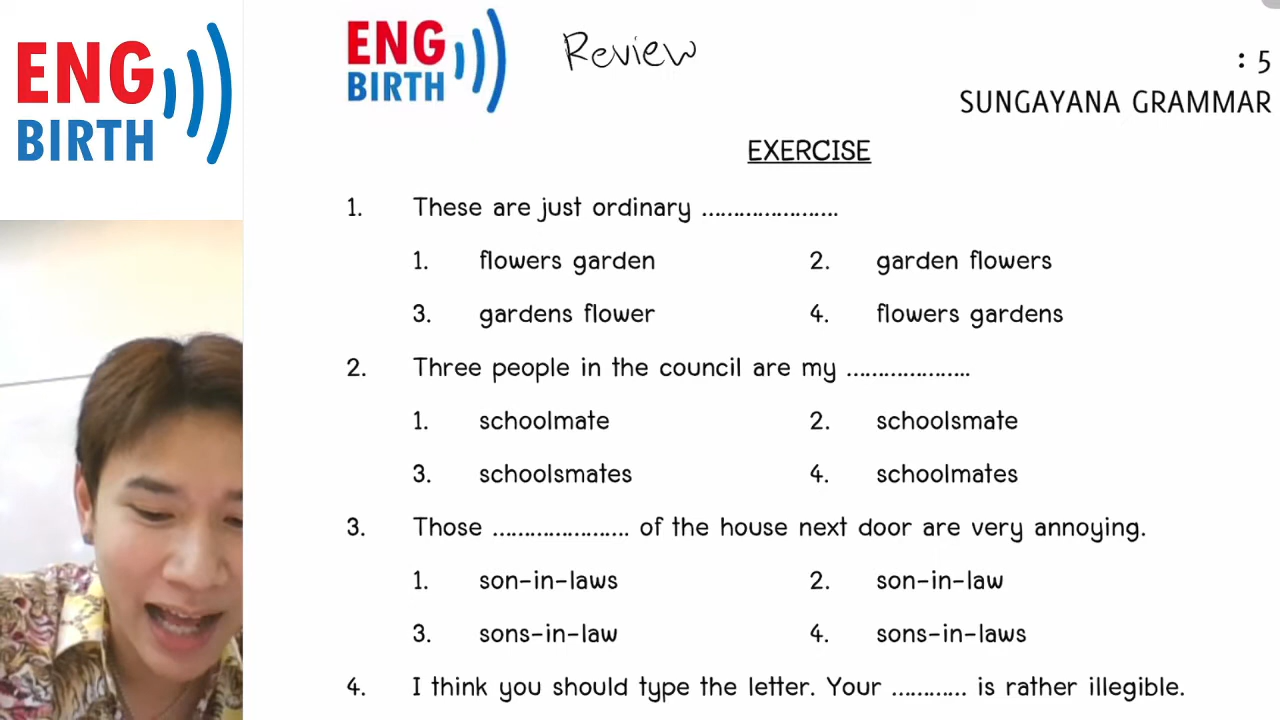 ENG
BIRTH
ENG
BIRTH
Review
: 5
SUNGAYANA GRAMMAR
EXERCISE
1. These are just ordinary ......................
1. flowers garden 2. garden flowers
3. gardens flower 4. flowers gardens
2. Three people in the council are my ....................
1. schoolmate 2. schoolsmate
3. schoolsmates 4. schoolmates
3. Those ...................... of the house next door are very annoying.
1. son-in-laws 2. son-in-law
3. sons-in-law 4. sons-in-laws
4. I think you should type the letter. Your ............ is rather illegible.